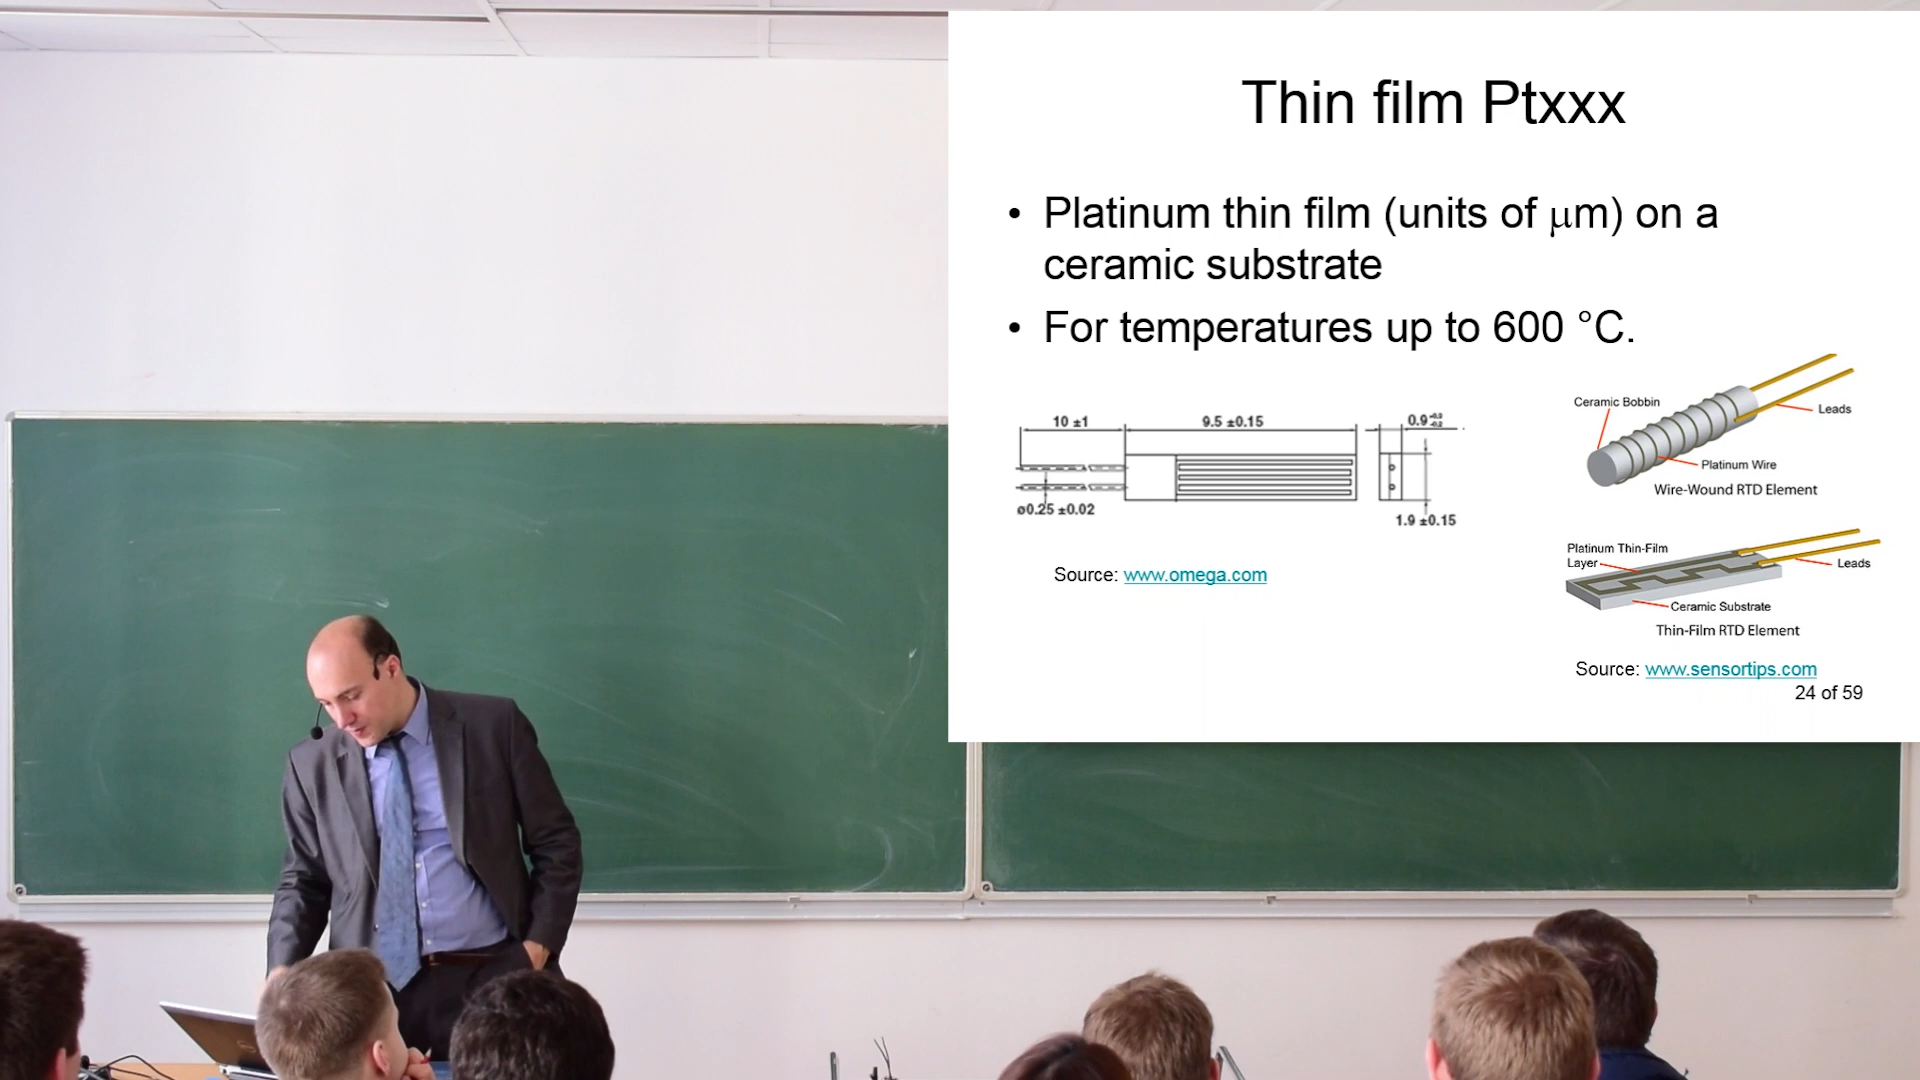 Thin film Ptxxx
• Platinum thin film (units of μm) on a
ceramic substrate
• For temperatures up to 600 °C.
10 ±1
9.5 ±0.15
0.9
ø0.25 ±0.02
1.9 ±0.15
Source: www.omega.com
Ceramic Bobbin
Leads
Platinum Wire
Wire-Wound RTD Element
Platinum Thin-Film
Layer
Leads
Ceramic Substrate
Thin-Film RTD Element
Source: www.sensortips.com
24 of 59